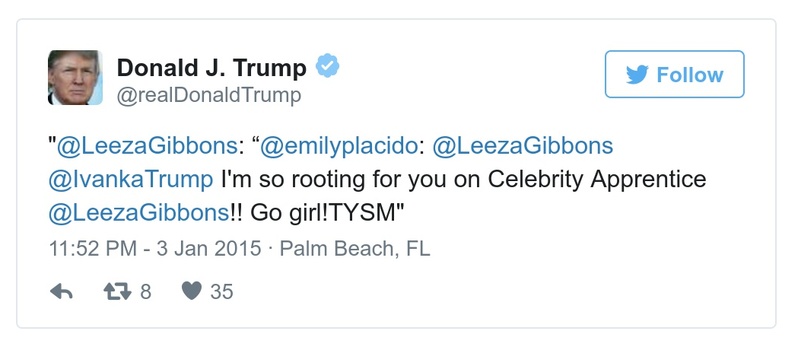 Donald J. Trump
@realDonaldTrump
Follow
"@LeezaGibbons: “@emilyplacido: @LeezaGibbons
@IvankaTrump I'm so rooting for you on Celebrity Apprentice
@LeezaGibbons!! Go girl!TYSM"
11:52 PM - 3 Jan 2015 · Palm Beach, FL
8 35